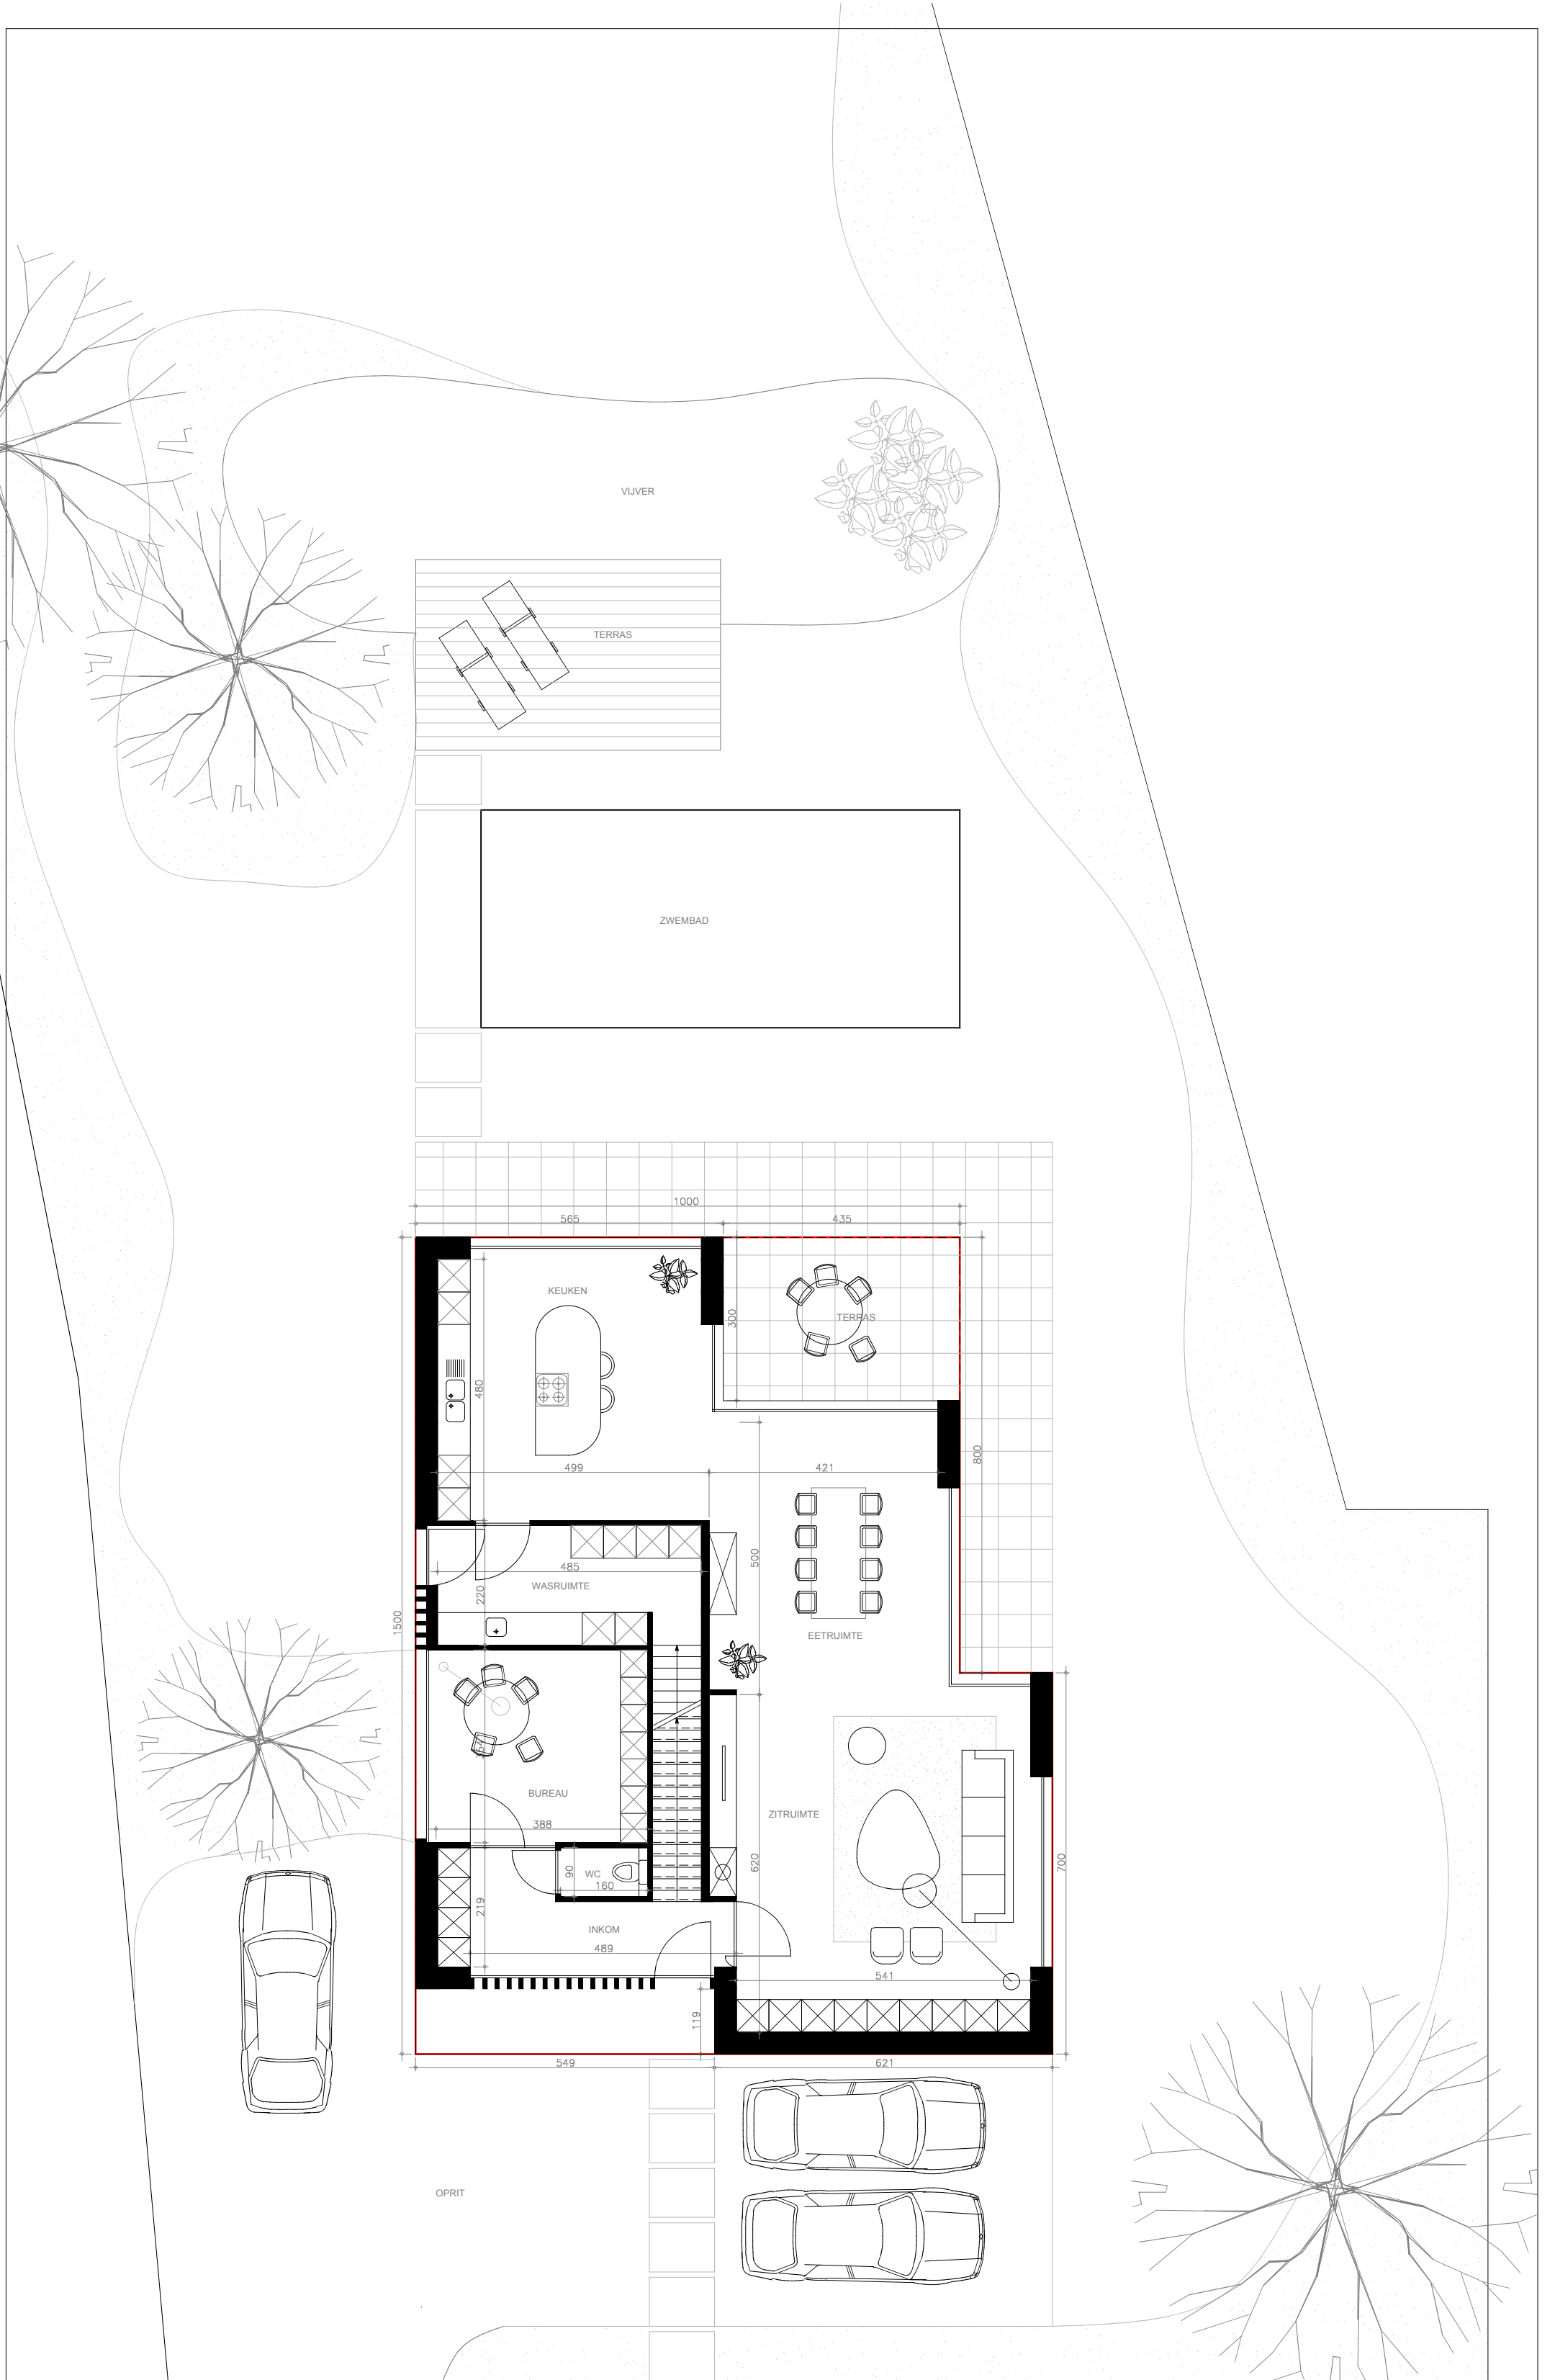 VIJVER
TERRAS
ZWEMBAD
1000
565
435
KEUKEN
300
TERRAS
480
800
499
421
500
485
WASRUIMTE
220
1500
EETRUIMTE
BUREAU
388
ZITRUIMTE
620
700
WC
90
160
219
INKOM
489
541
119
549
621
OPRIT